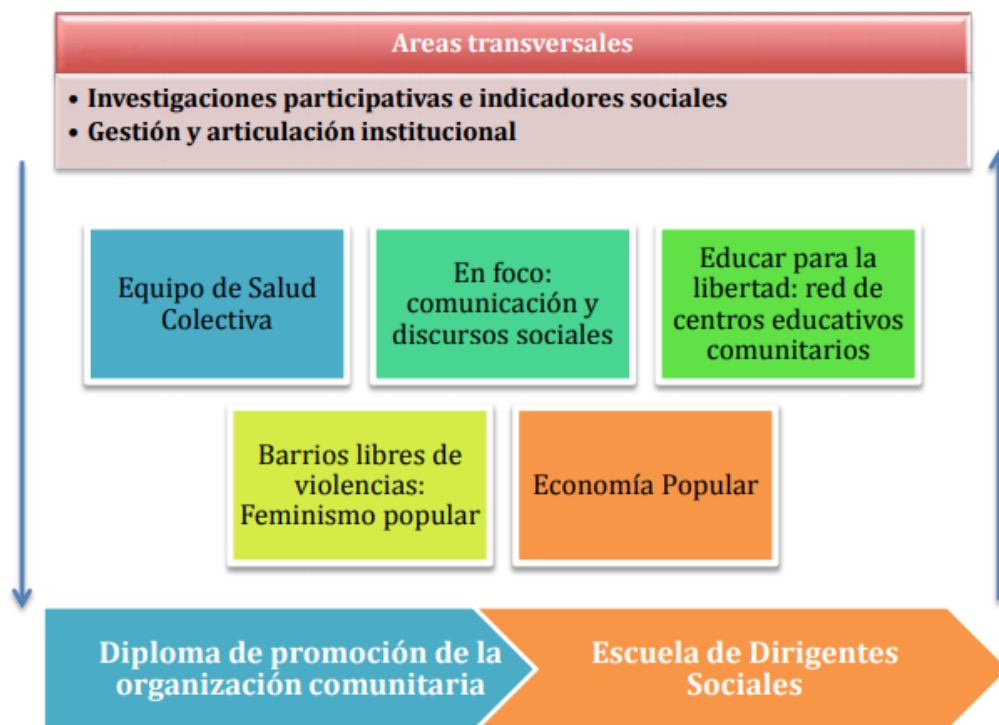 Areas transversales
• Investigaciones participativas e indicadores sociales
• Gestión y articulación institucional
Equipo de Salud
Colectiva
En foco:
comunicación y
discursos sociales
Educar para la
libertad: red de
centros educativos
comunitarios
Barrios libres de
violencias:
Feminismo popular
Economía Popular
Diploma de promoción de la
organización comunitaria
Escuela de Dirigentes
Sociales